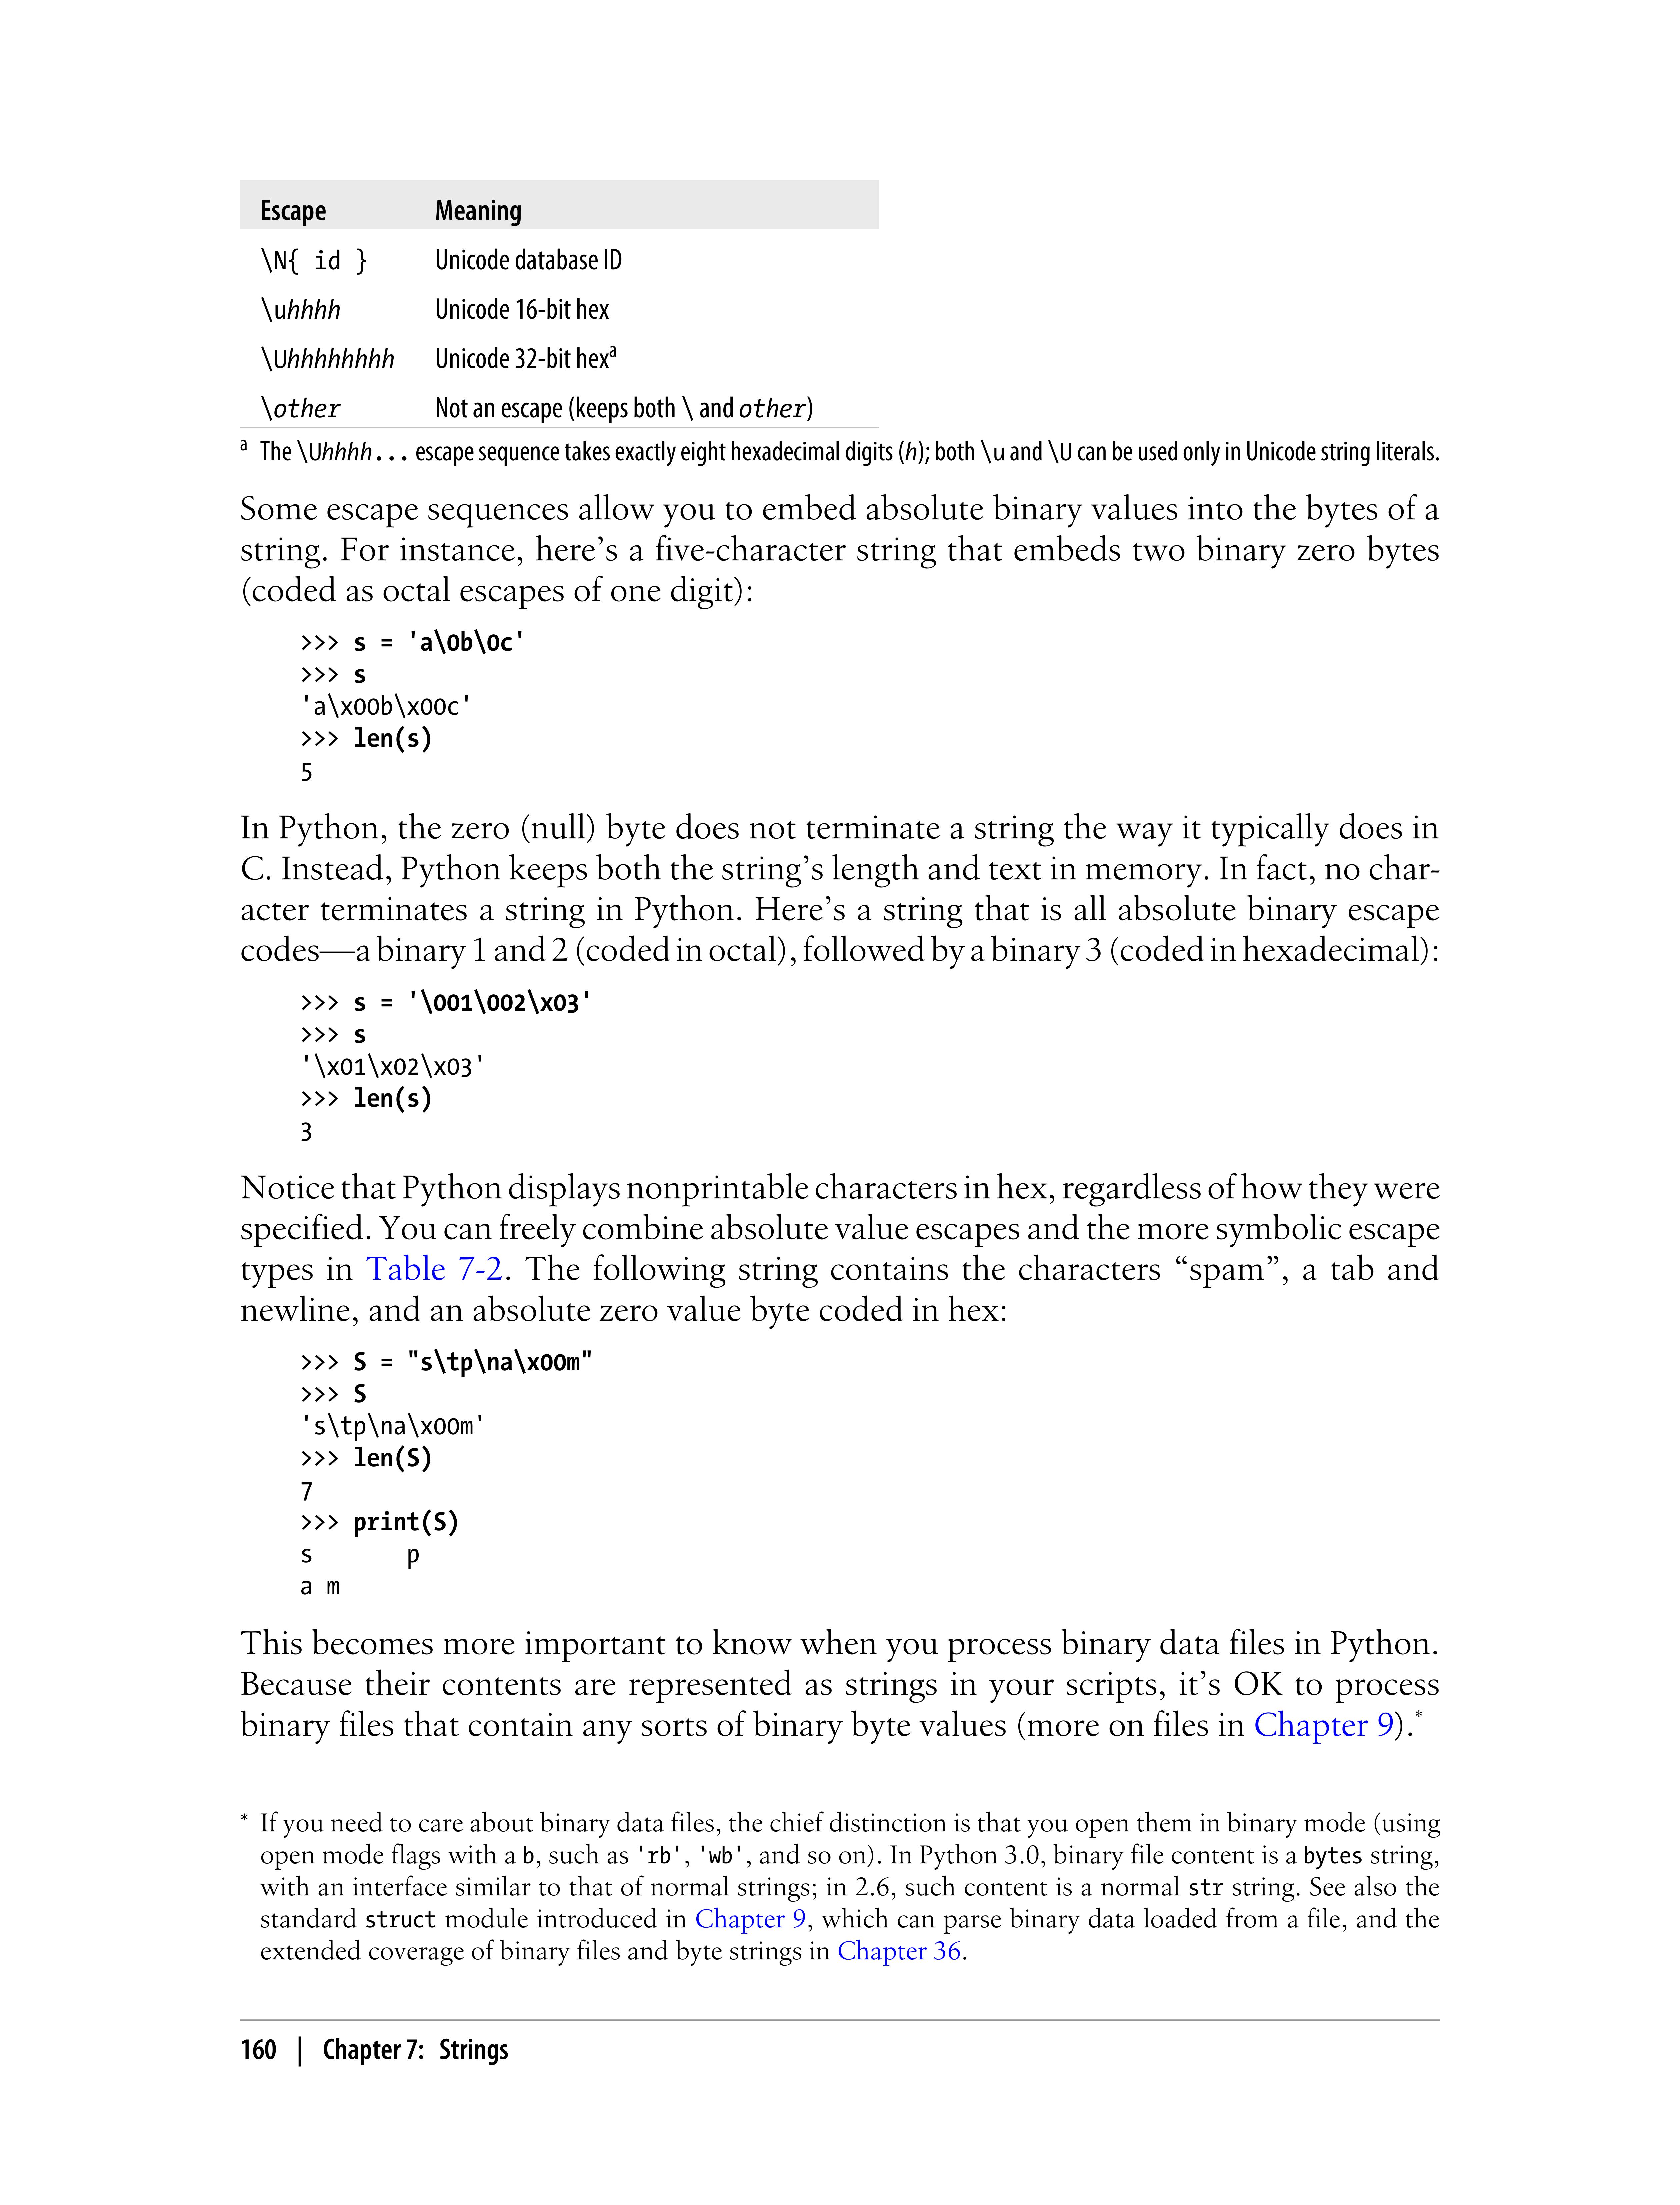 Escape Meaning
\N{ id } Unicode database ID
\uhhhh Unicode 16-bit hex
\Uhhhhhhhh Unicode 32-bit hexa
\other Not an escape (keeps both \ and other)
a The \Uhhhh... escape sequence takes exactly eight hexadecimal digits (h); both \u and \U can be used only in Unicode string literals.
Some escape sequences allow you to embed absolute binary values into the bytes of a
string. For instance, here’s a five-character string that embeds two binary zero bytes
(coded as octal escapes of one digit):
>>> s = 'a\0b\0c'
>>> s
'a\x00b\x00c'
>>> len(s)
5
In Python, the zero (null) byte does not terminate a string the way it typically does in
C. Instead, Python keeps both the string’s length and text in memory. In fact, no char-
acter terminates a string in Python. Here’s a string that is all absolute binary escape
codes—a binary 1 and 2 (coded in octal), followed by a binary 3 (coded in hexadecimal):
>>> s = '\001\002\x03'
>>> s
'\x01\x02\x03'
>>> len(s)
3
Notice that Python displays nonprintable characters in hex, regardless of how they were
specified. You can freely combine absolute value escapes and the more symbolic escape
types in Table 7-2. The following string contains the characters “spam”, a tab and
newline, and an absolute zero value byte coded in hex:
>>> S = "s\tp\na\x00m"
>>> S
's\tp\na\x00m'
>>> len(S)
7
>>> print(S)
s       p
a m
This becomes more important to know when you process binary data files in Python.
Because their contents are represented as strings in your scripts, it’s OK to process
binary files that contain any sorts of binary byte values (more on files in Chapter 9).*
* If you need to care about binary data files, the chief distinction is that you open them in binary mode (using
open mode flags with a b, such as 'rb', 'wb', and so on). In Python 3.0, binary file content is a bytes string,
with an interface similar to that of normal strings; in 2.6, such content is a normal str string. See also the
standard struct module introduced in Chapter 9, which can parse binary data loaded from a file, and the
extended coverage of binary files and byte strings in Chapter 36.
160 | Chapter 7: Strings